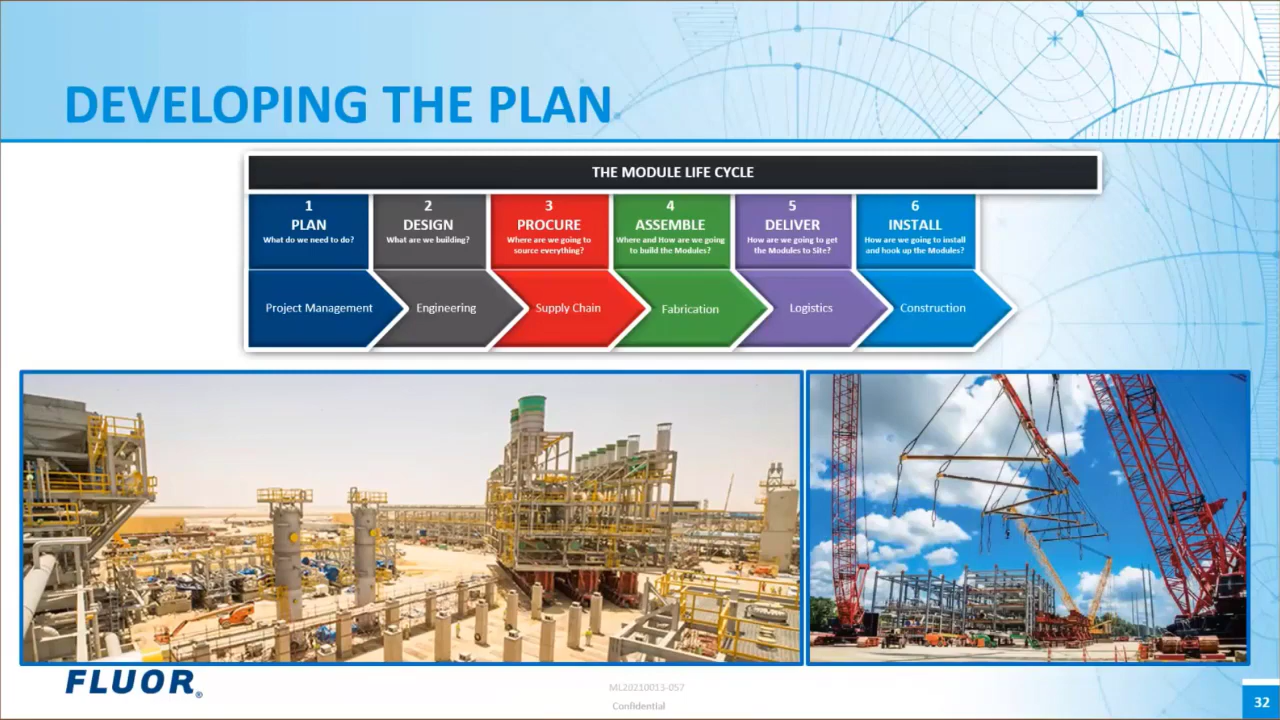 DEVELOPING THE PLAN
THE MODULE LIFE CYCLE
1
PLAN
What do we need to do?
Project Management
2
DESIGN
What are we building?
Engineering
3
PROCURE
Where are we going to
source everything?
Supply Chain
4
ASSEMBLE
Where and How are we going
to build the Modules?
Fabrication
5
DELIVER
How are we going to get
the Modules to Site?
Logistics
6
INSTALL
How are we going to install
and hook up the Modules?
Construction
FLUOR®
ML20210013-057
Confidential
32